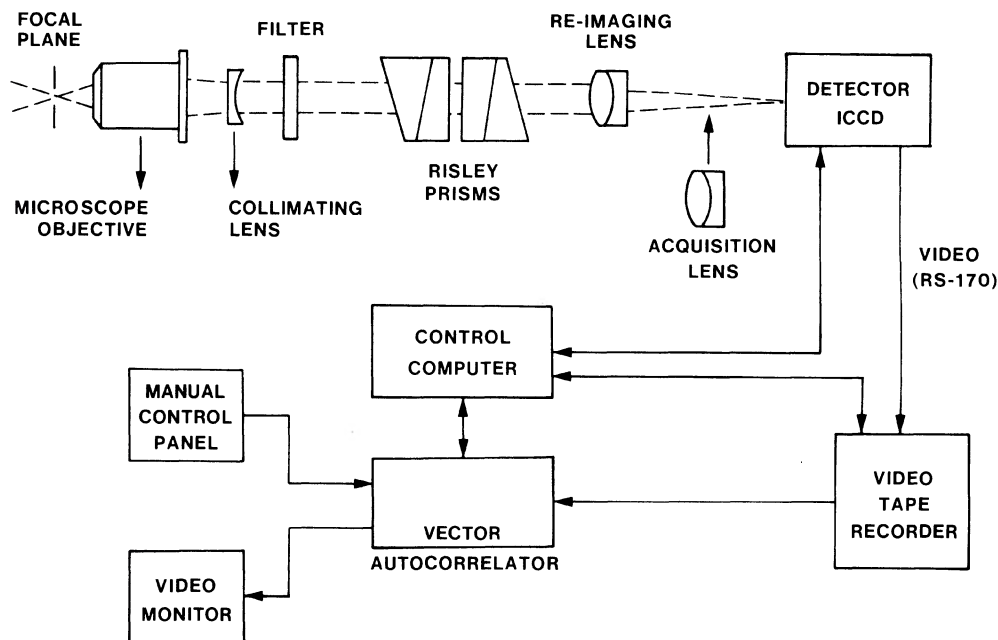 FOCAL
PLANE
FILTER
RE-IMAGING
LENS
DETECTOR
ICCD
RISLEY
PRISMS
MICROSCOPE
OBJECTIVE
COLLIMATING
LENS
ACQUISITION
LENS
VIDEO
(RS-170)
CONTROL
COMPUTER
MANUAL
CONTROL
PANEL
VECTOR
AUTOCORRELATOR
VIDEO
TAPE
RECORDER
VIDEO
MONITOR